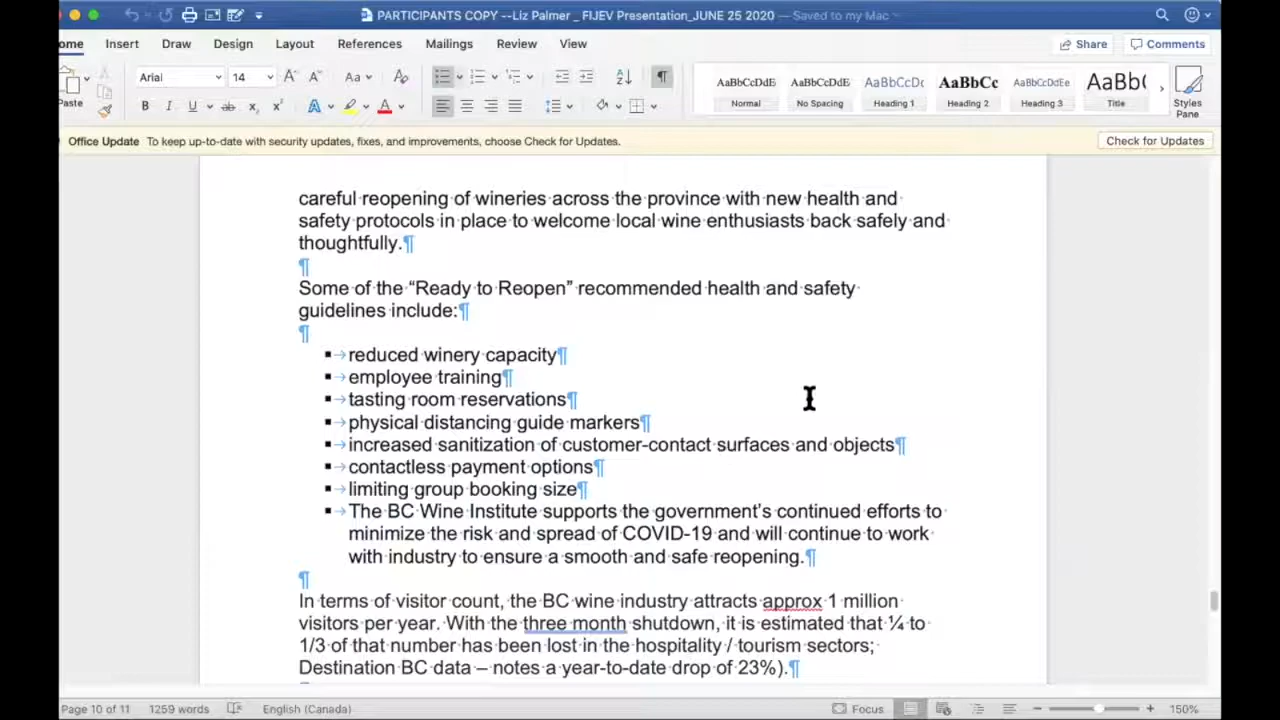 PARTICIPANTS COPY --Liz Palmer _ FIJEV Presentation_JUNE 25 2020 — Saved to my Mac
ome Insert Draw Design Layout References Mailings Review View Share Comments
Paste Arial 14 AaBbCcDdE AaBbCcDdE AaBbCcDc AaBbCc AaBbCcDdEe AaBb(
Normal No Spacing Heading 1 Heading 2 Heading 3 Title Styles Pane
Office Update To keep up-to-date with security updates, fixes, and improvements, choose Check for Updates. Check for Updates
careful reopening of wineries across the province with new health and
safety protocols in place to welcome local wine enthusiasts back safely and
thoughtfully.¶
¶
Some of the “Ready to Reopen” recommended health and safety
guidelines include:¶
¶
▪→reduced winery capacity¶
▪→employee training¶
▪→tasting room reservations¶
▪→physical distancing guide markers¶
▪→increased sanitization of customer-contact surfaces and objects¶
▪→contactless payment options¶
▪→limiting group booking size¶
▪→The BC Wine Institute supports the government’s continued efforts to
minimize the risk and spread of COVID-19 and will continue to work
with industry to ensure a smooth and safe reopening.¶
¶
In terms of visitor count, the BC wine industry attracts approx 1 million
visitors per year. With the three month shutdown, it is estimated that ¼ to
1/3 of that number has been lost in the hospitality / tourism sectors;
Destination BC data – notes a year-to-date drop of 23%).¶
Page 10 of 11 1259 words English (Canada) Focus 150%